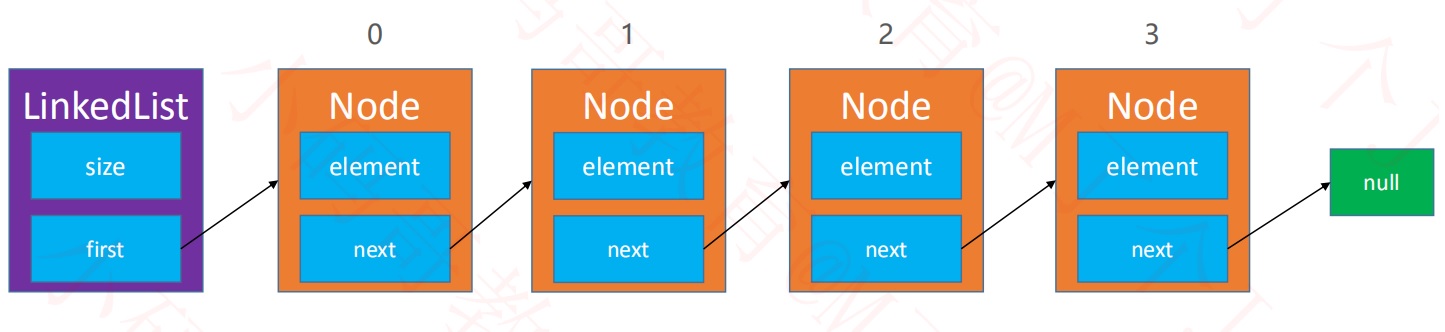 0
1
2
3
LinkedList
size
first
Node
element
next
Node
element
next
Node
element
next
Node
element
next
null